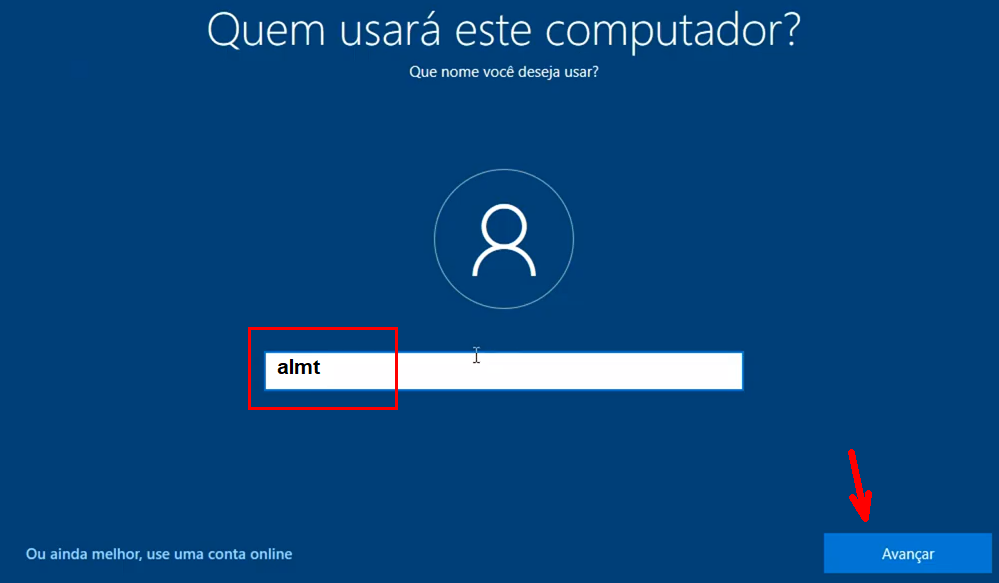 Quem usará este computador?
Que nome você deseja usar?
almt
Ou ainda melhor, use uma conta online
Avançar